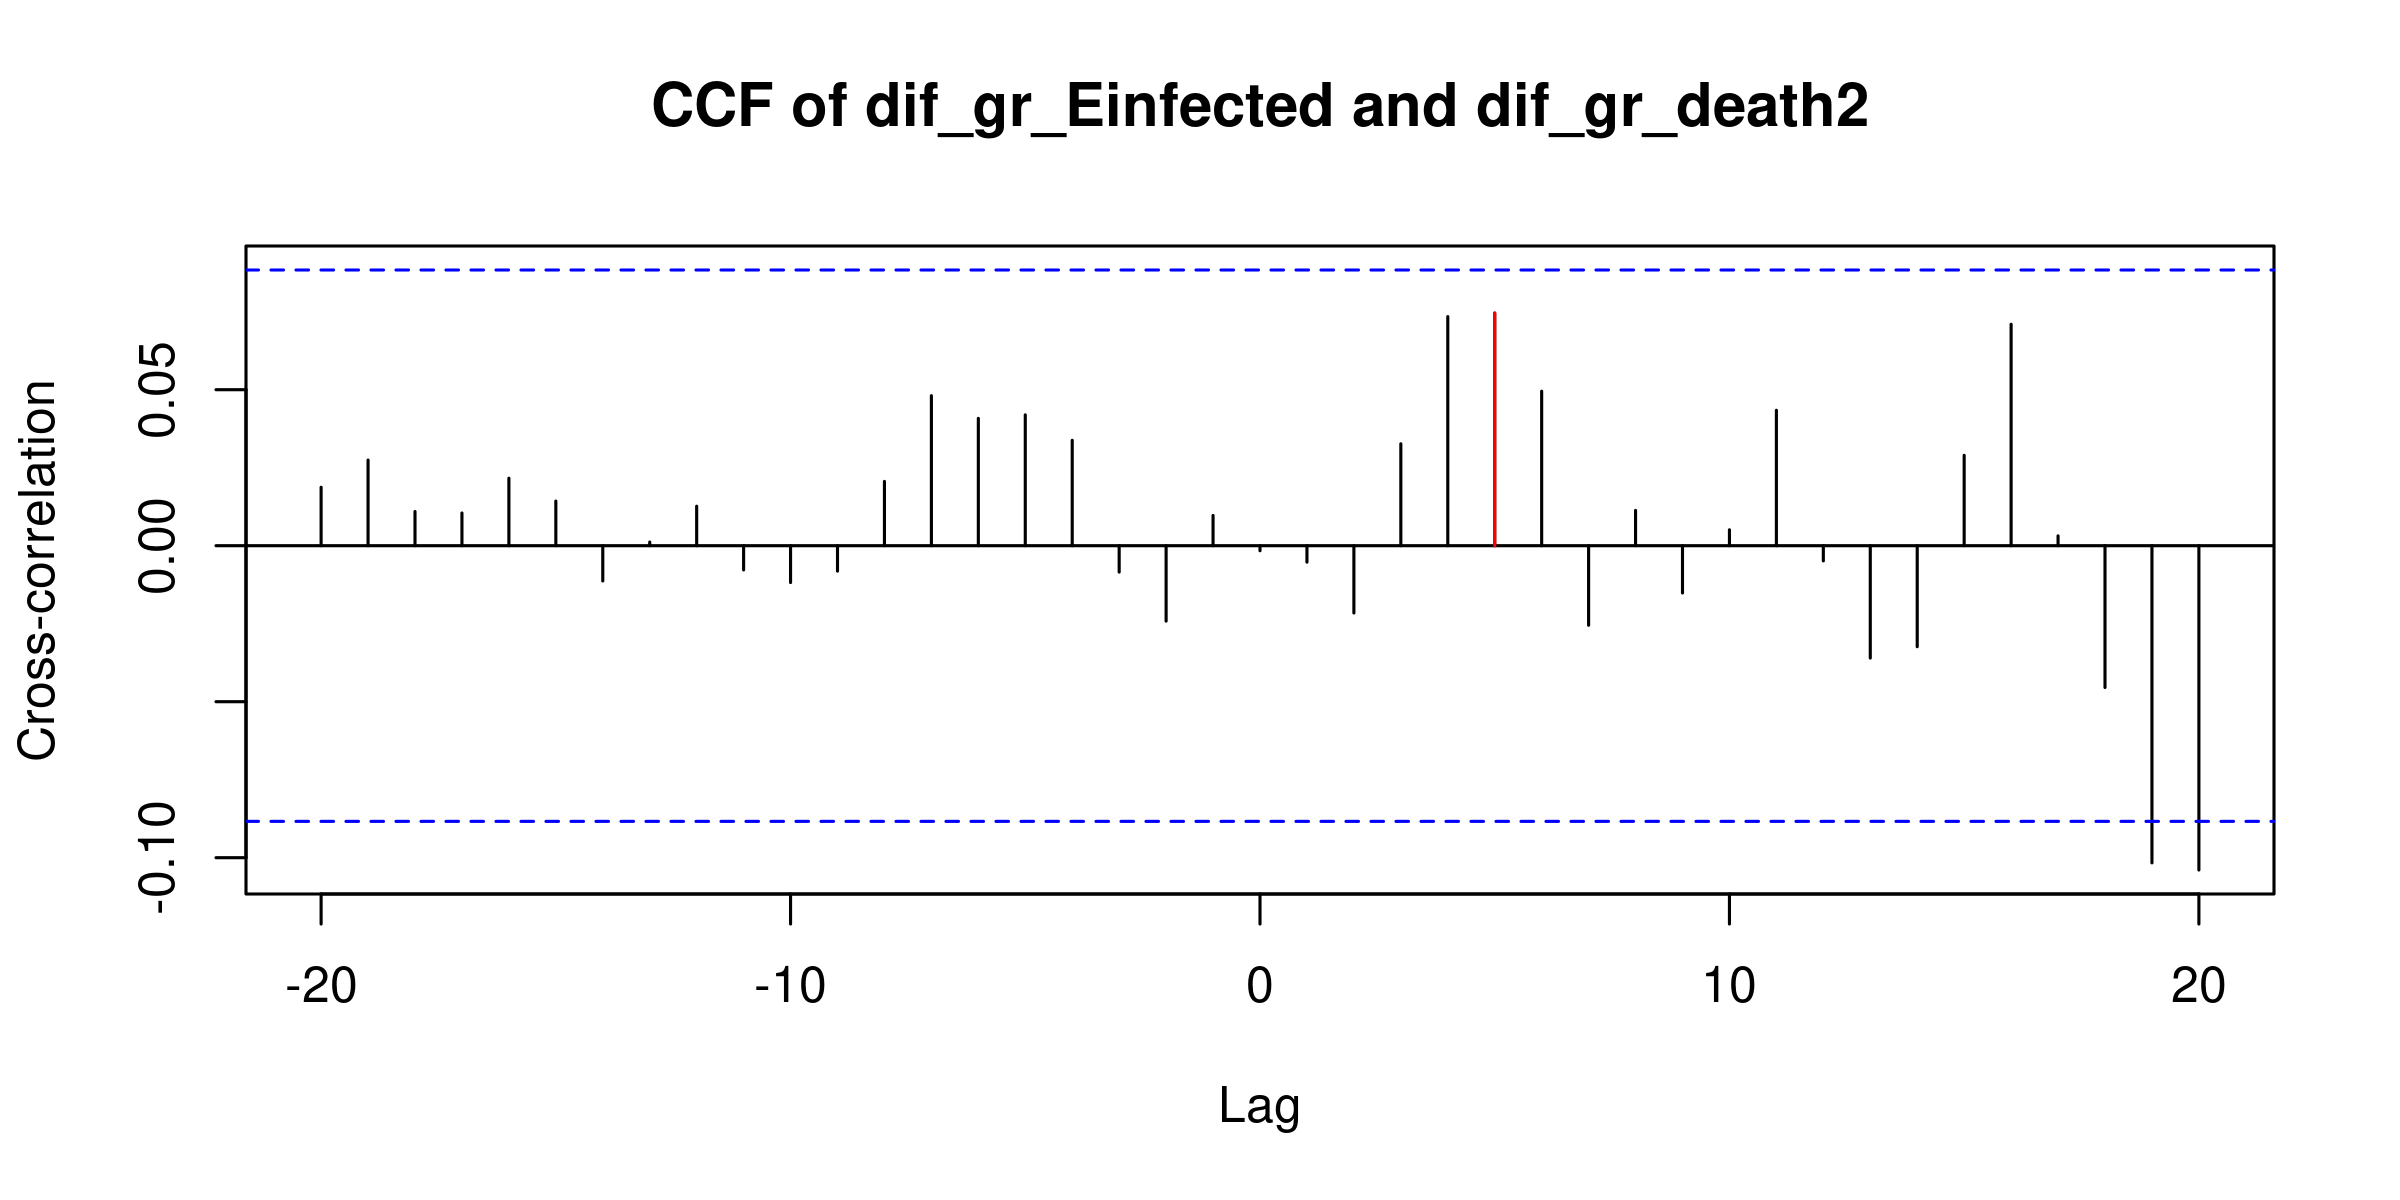 CCF of dif_gr_Einfected and dif_gr_death2
Cross-correlation
0.05
0.00
-0.10
-20 -10 0 10 20
Lag